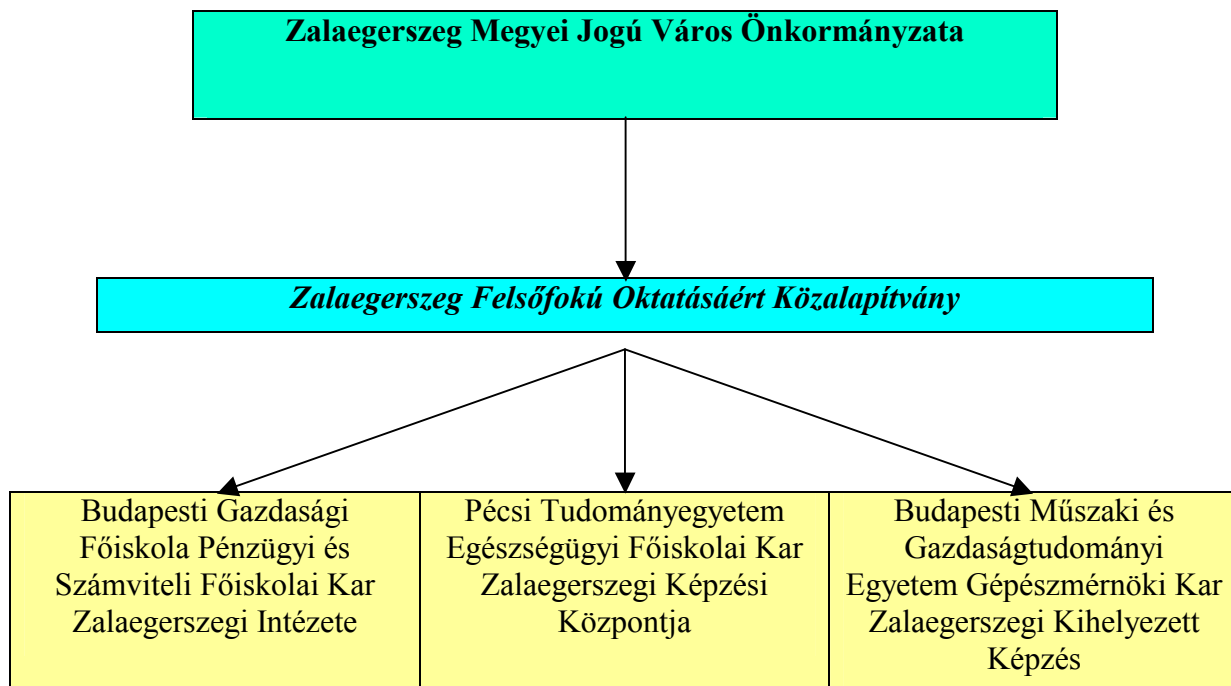 Zalaegerszeg Megyei Jogú Város Önkormányzata
Zalaegerszeg Felsőfokú Oktatásáért Közalapítvány
Budapesti Gazdasági
Főiskola Pénzügyi és
Számviteli Főiskolai Kar
Zalaegerszegi Intézete
Pécsi Tudományegyetem
Egészségügyi Főiskolai Kar
Zalaegerszegi Képzési
Központja
Budapesti Műszaki és
Gazdaságtudományi
Egyetem Gépészmérnöki Kar
Zalaegerszegi Kihelyezett
Képzés